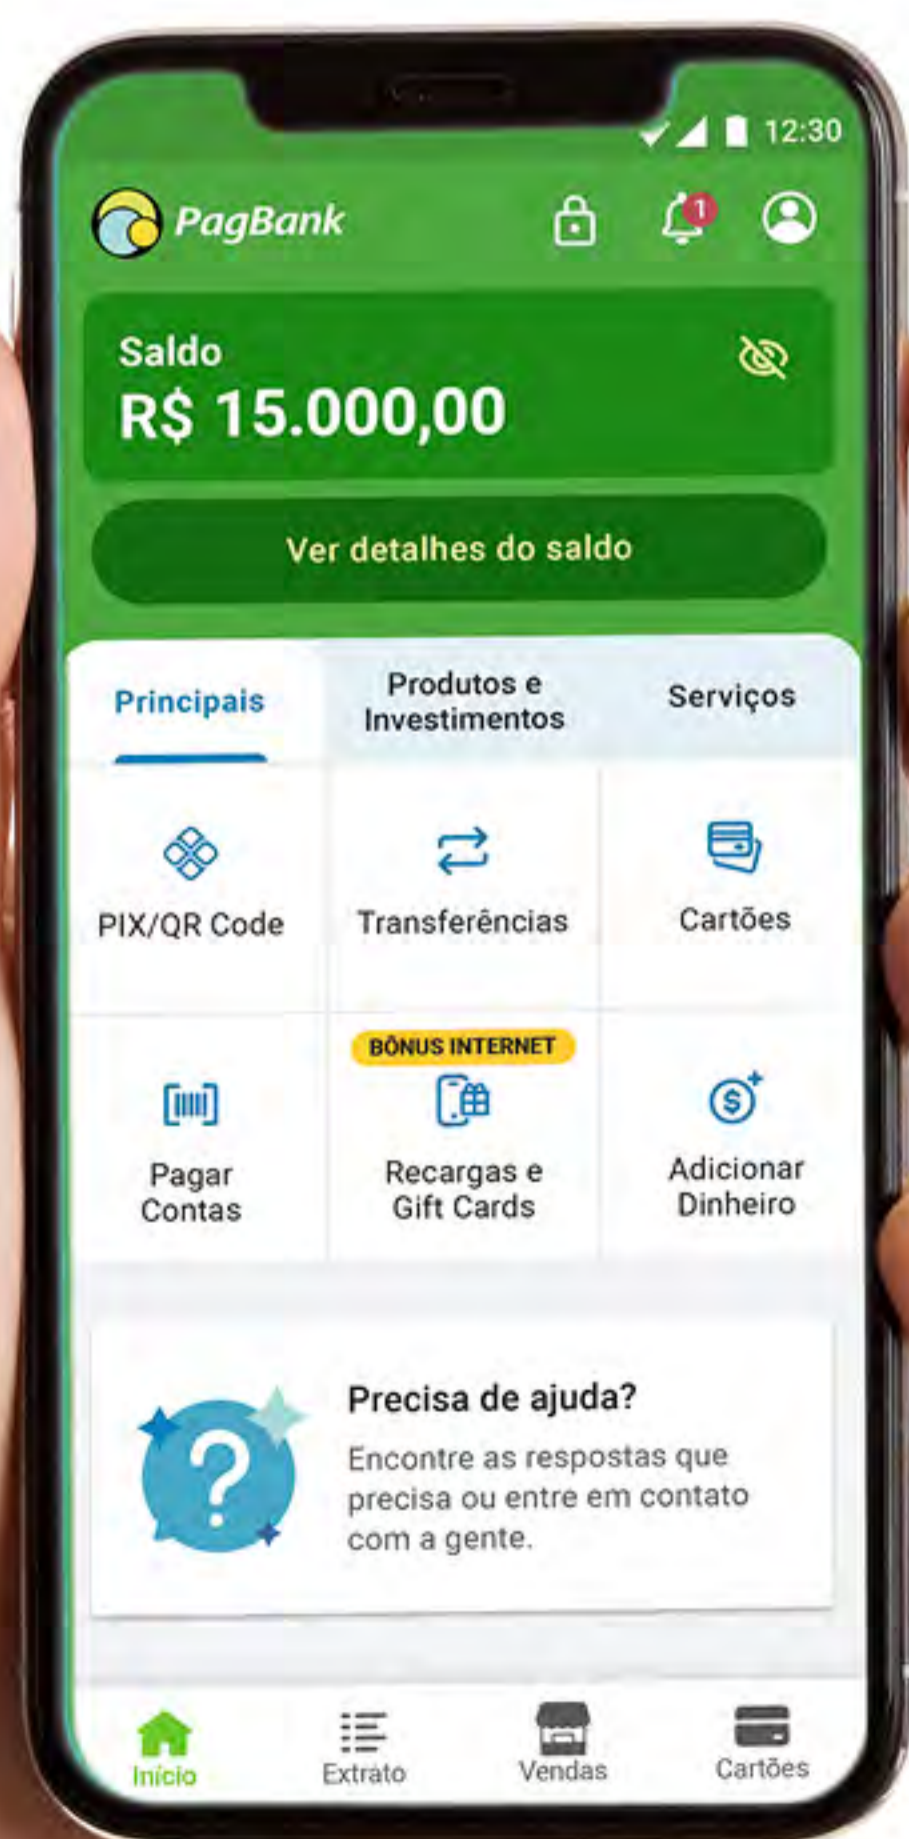 12:30
PagBank
1
Saldo
R$ 15.000,00
Ver detalhes do saldo
Principais
Produtos e
Investimentos
Serviços
PIX/QR Code
Transferências
Cartões
BÔNUS INTERNET
Pagar
Contas
Recargas e
Gift Cards
Adicionar
Dinheiro
Precisa de ajuda?
Encontre as respostas que
precisa ou entre em contato
com a gente.
Início
Extrato
Vendas
Cartões